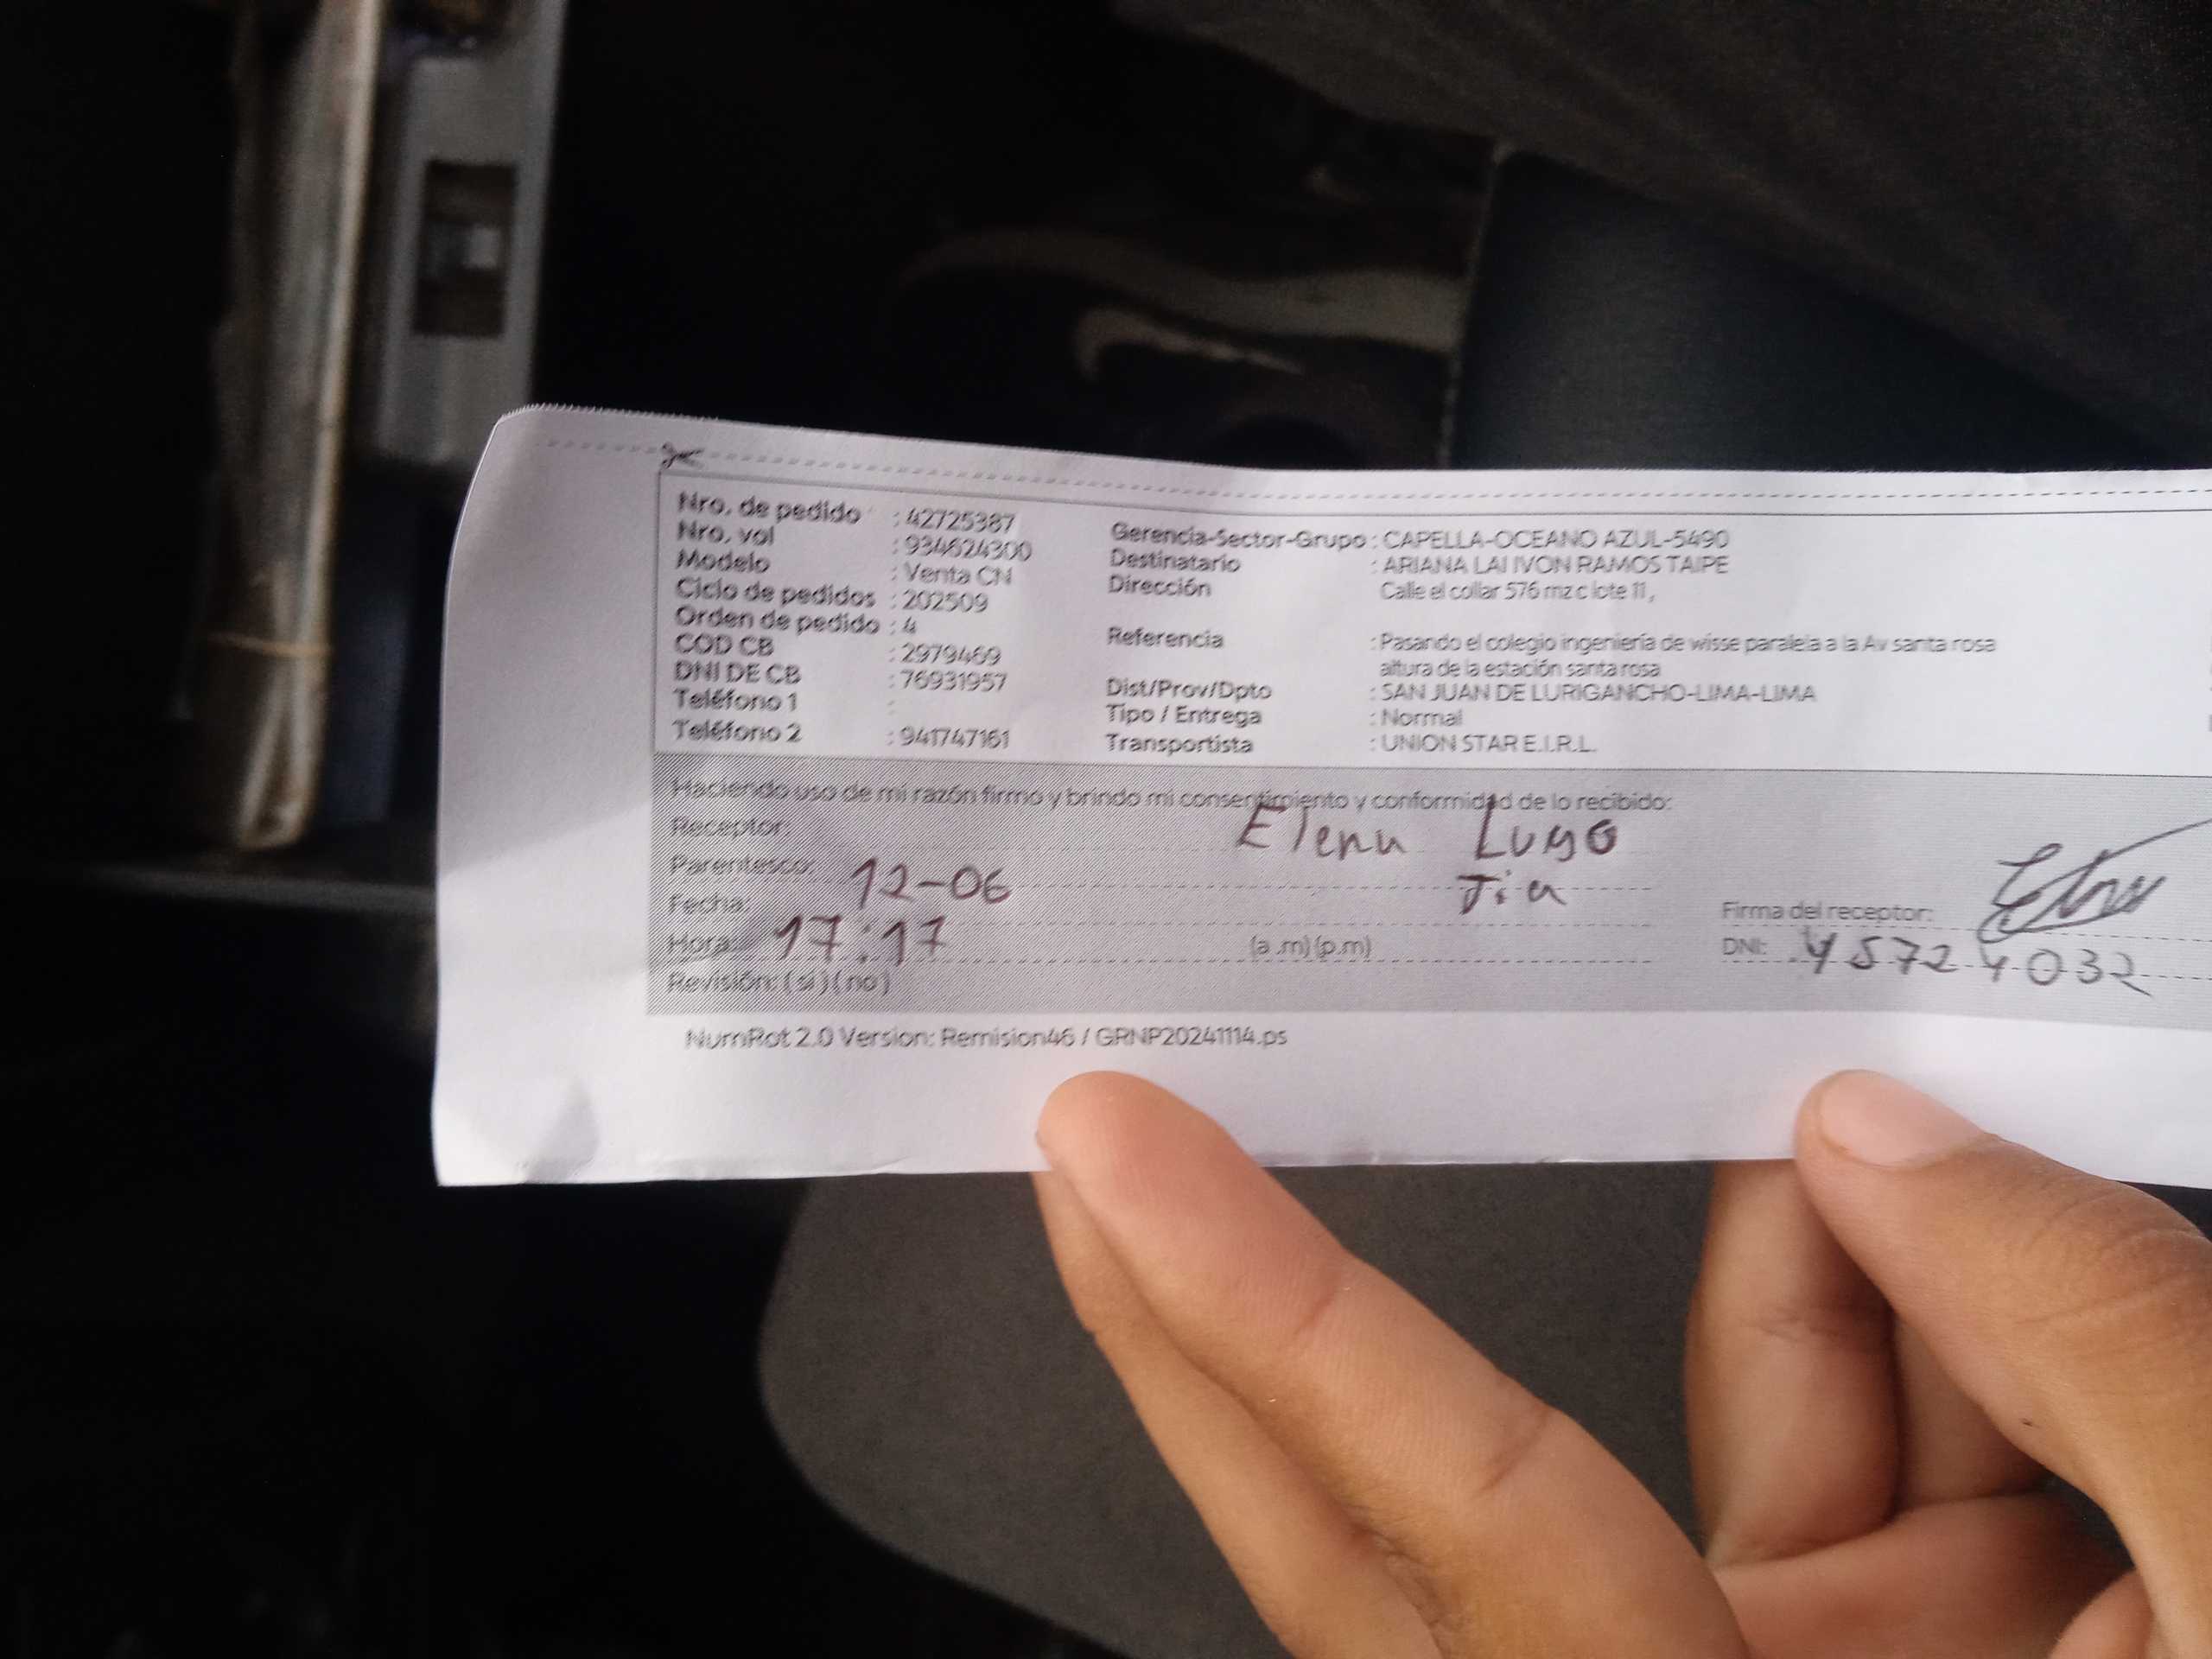 Nro. de pedido : 42725387
Nro. vol : 934624300
Modelo : Venta CN
Ciclo de pedidos : 202509
Orden de pedido : 4
COD CB : 2979469
DNI DE CB : 76931957
Teléfono 1 :
Teléfono 2 : 941747161
Gerencia-Sector-Grupo : CAPELLA-OCEANO AZUL-5490
Destinatario : ARIANA LAI IVON RAMOS TAIPE
Dirección Calle el collar 576 mz c lote 11 ,
Referencia : Pasando el colegio ingeniería de wisse paralela a la Av santa rosa
altura de la estación santa rosa
Dist/Prov/Dpto : SAN JUAN DE LURIGANCHO-LIMA-LIMA
Tipo / Entrega : Normal
Transportista : UNION STAR E.I.R.L.
Haciendo uso de mi razón firmo y brindo mi consentimiento y conformidad de lo recibido:
Receptor: Elena Lugo
Parentesco: Tia
Fecha: 12-06
Hora: 17:17 (a .m) (p.m)
Revisión: ( si ) ( no )
Firma del receptor:
DNI: 45724032
NumRot 2.0 Version: Remision46 / GRNP20241114.ps